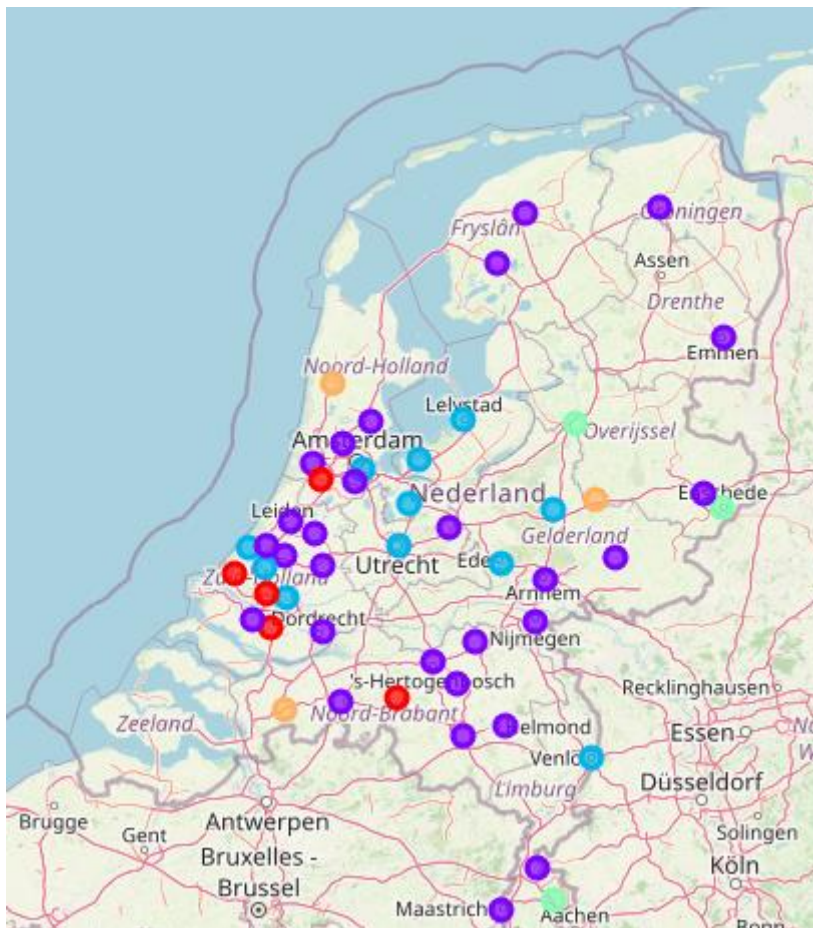 Fryslân
Groningen
Assen
Drenthe
Emmen
Noord-Holland
Lelystad
Amsterdam
Overijssel
Nederland
Enschede
Leiden
Gelderland
Utrecht
Ede
Zuid-Holland
Arnhem
Dordrecht
Nijmegen
's-Hertogenbosch
Recklinghausen
Zeeland
Noord-Brabant
Helmond
Essen
Venlo
Limburg
Düsseldorf
Brugge
Antwerpen
Solingen
Gent
Bruxelles -
Brussel
Köln
Maastrich
Aachen
Bonn